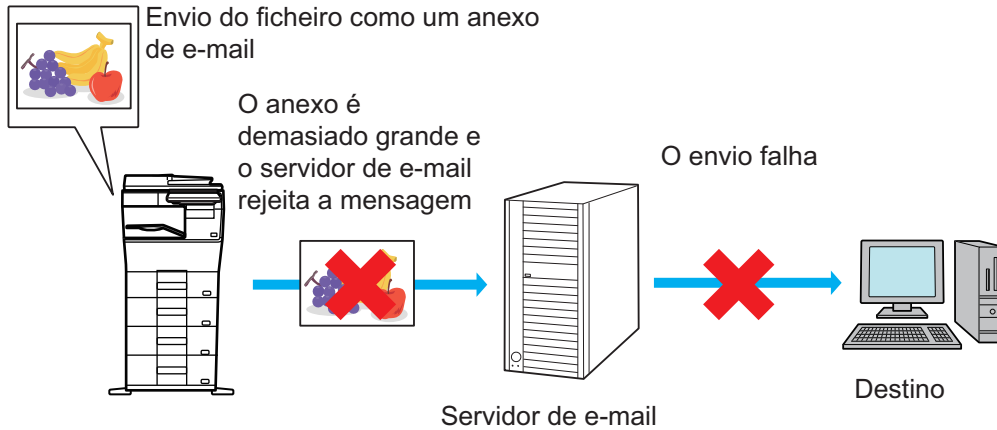 Envio do ficheiro como um anexo
de e-mail
O anexo é
demasiado grande e
o servidor de e-mail
rejeita a mensagem
O envio falha
Servidor de e-mail
Destino